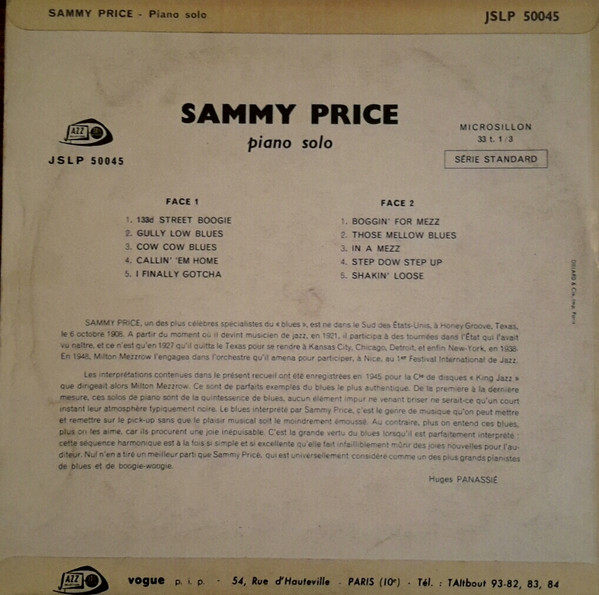 SAMMY PRICE - Piano solo
JSLP 50045
JAZZ
JSLP 50045
SAMMY PRICE
piano solo
MICROSILLON
33 t. 1/3
SÉRIE STANDARD
FACE 1
1. 133d STREET BOOGIE
2. GULLY LOW BLUES
3. COW COW BLUES
4. CALLIN' 'EM HOME
5. I FINALLY GOTCHA
FACE 2
1. BOGGIN' FOR MEZZ
2. THOSE MELLOW BLUES
3. IN A MEZZ
4. STEP DOW STEP UP
5. SHAKIN' LOOSE
SAMMY PRICE, un des plus célèbres spécialistes du « blues », est ne dans le Sud des États-Unis, à Honey Groove, Texas,
le 6 octobre 1908. A partir du moment où il devint musicien de jazz, en 1921, il participa à des tournées dans l'État qui l'avait
vu naître, et ce n'est qu'en 1927 qu'il quitta le Texas pour se rendre à Kansas City, Chicago, Detroit, et enfin New-York, en 1938.
En 1948, Milton Mezzrow l'engages dans l'orchestre qu'il amena pour participer, à Nice, au 1er Festival International de Jazz.
Les interprétations contenues dans le présent recueil ont été enregistrées en 1945 pour la Cie de disques « King Jazz »
que dirigeait alors Milton Mezzrow. Ce sont de parfaits exemples du blues le plus authentique. De la première à la dernière
mesure, ces solos de piano sont de la quintessence de blues, aucun élément impur ne venant briser ne serait-ce qu'un court
instant leur atmosphère typiquement noire. Le blues interprété par Sammy Price, c'est le genre de musique qu'on peut mettre
et remettre sur le pick-up sans que le plaisir musical soit le moindrement émoussé. Au contraire, plus on entend ces blues,
plus on les aime, car ils procurent une joie inépuisable. C'est la grande vertu du blues lorsqu'il est parfaitement interprété :
cette séquence harmonique est à la fois si simple et si excellente qu'elle fait infailliblement mûrir des joies nouvelles pour l'au-
diteur. Nul n'en a tiré un meilleur parti que Sammy Price, qui est universellement considéré comme un des plus grands pianistes
de blues et de boogie-woogie.
Huges PANASSIÉ
JAZZ
vogue p. i. p. - 54, Rue d'Hauteville - PARIS (10e) - Tél. : TAItbout 93-82, 83, 84